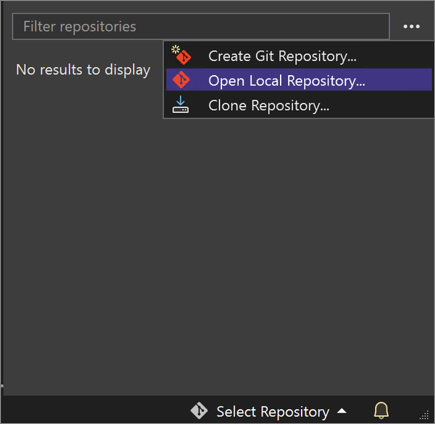 Filter repositories
Create Git Repository...
No results to display
Open Local Repository...
Clone Repository...
Select Repository